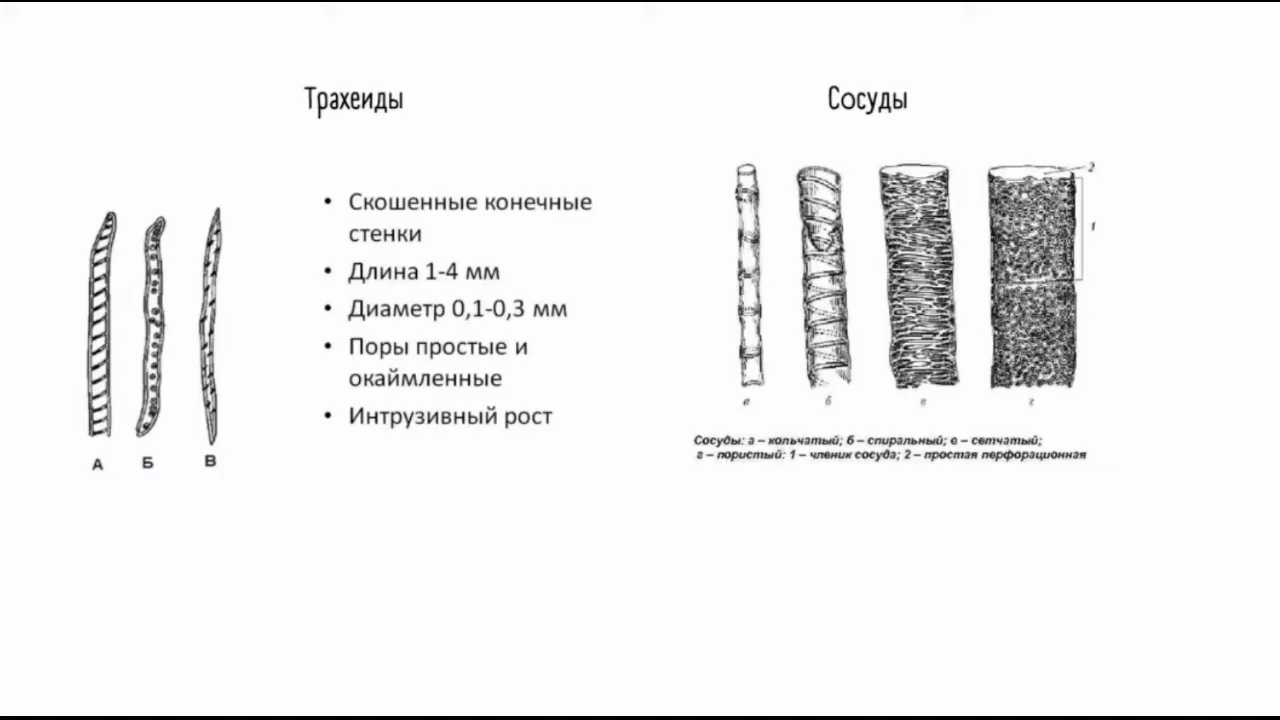 Трахеиды
Сосуды
• Скошенные конечные
стенки
• Длина 1-4 мм
• Диаметр 0,1-0,3 мм
• Поры простые и
окаймленные
• Интрузивный рост
А Б В
2
1
а б в г
Сосуды: а – кольчатый; б – спиральный; в – сетчатый;
г – пористый: 1 – членик сосуда; 2 – простая перфорационная